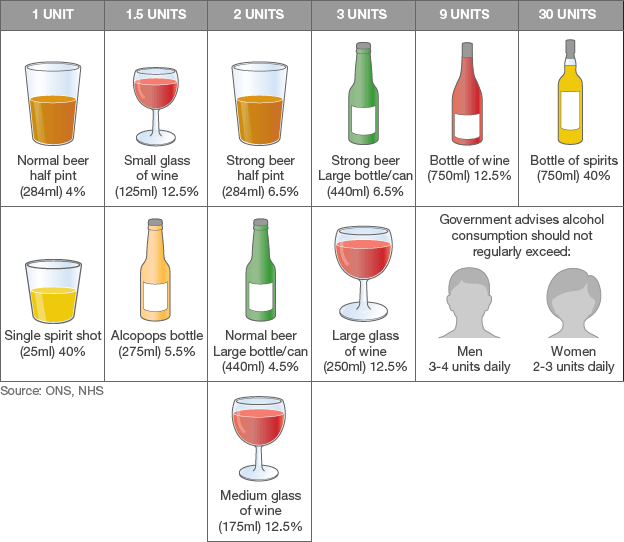 1 UNIT
1.5 UNITS
2 UNITS
3 UNITS
9 UNITS
30 UNITS
Normal beer
half pint
(284ml) 4%
Small glass
of wine
(125ml) 12.5%
Strong beer
half pint
(284ml) 6.5%
Strong beer
Large bottle/can
(440ml) 6.5%
Bottle of wine
(750ml) 12.5%
Bottle of spirits
(750ml) 40%
Single spirit shot
(25ml) 40%
Alcopops bottle
(275ml) 5.5%
Normal beer
Large bottle/can
(440ml) 4.5%
Large glass
of wine
(250ml) 12.5%
Government advises alcohol
consumption should not
regularly exceed:
Men
3-4 units daily
Women
2-3 units daily
Source: ONS, NHS
Medium glass
of wine
(175ml) 12.5%